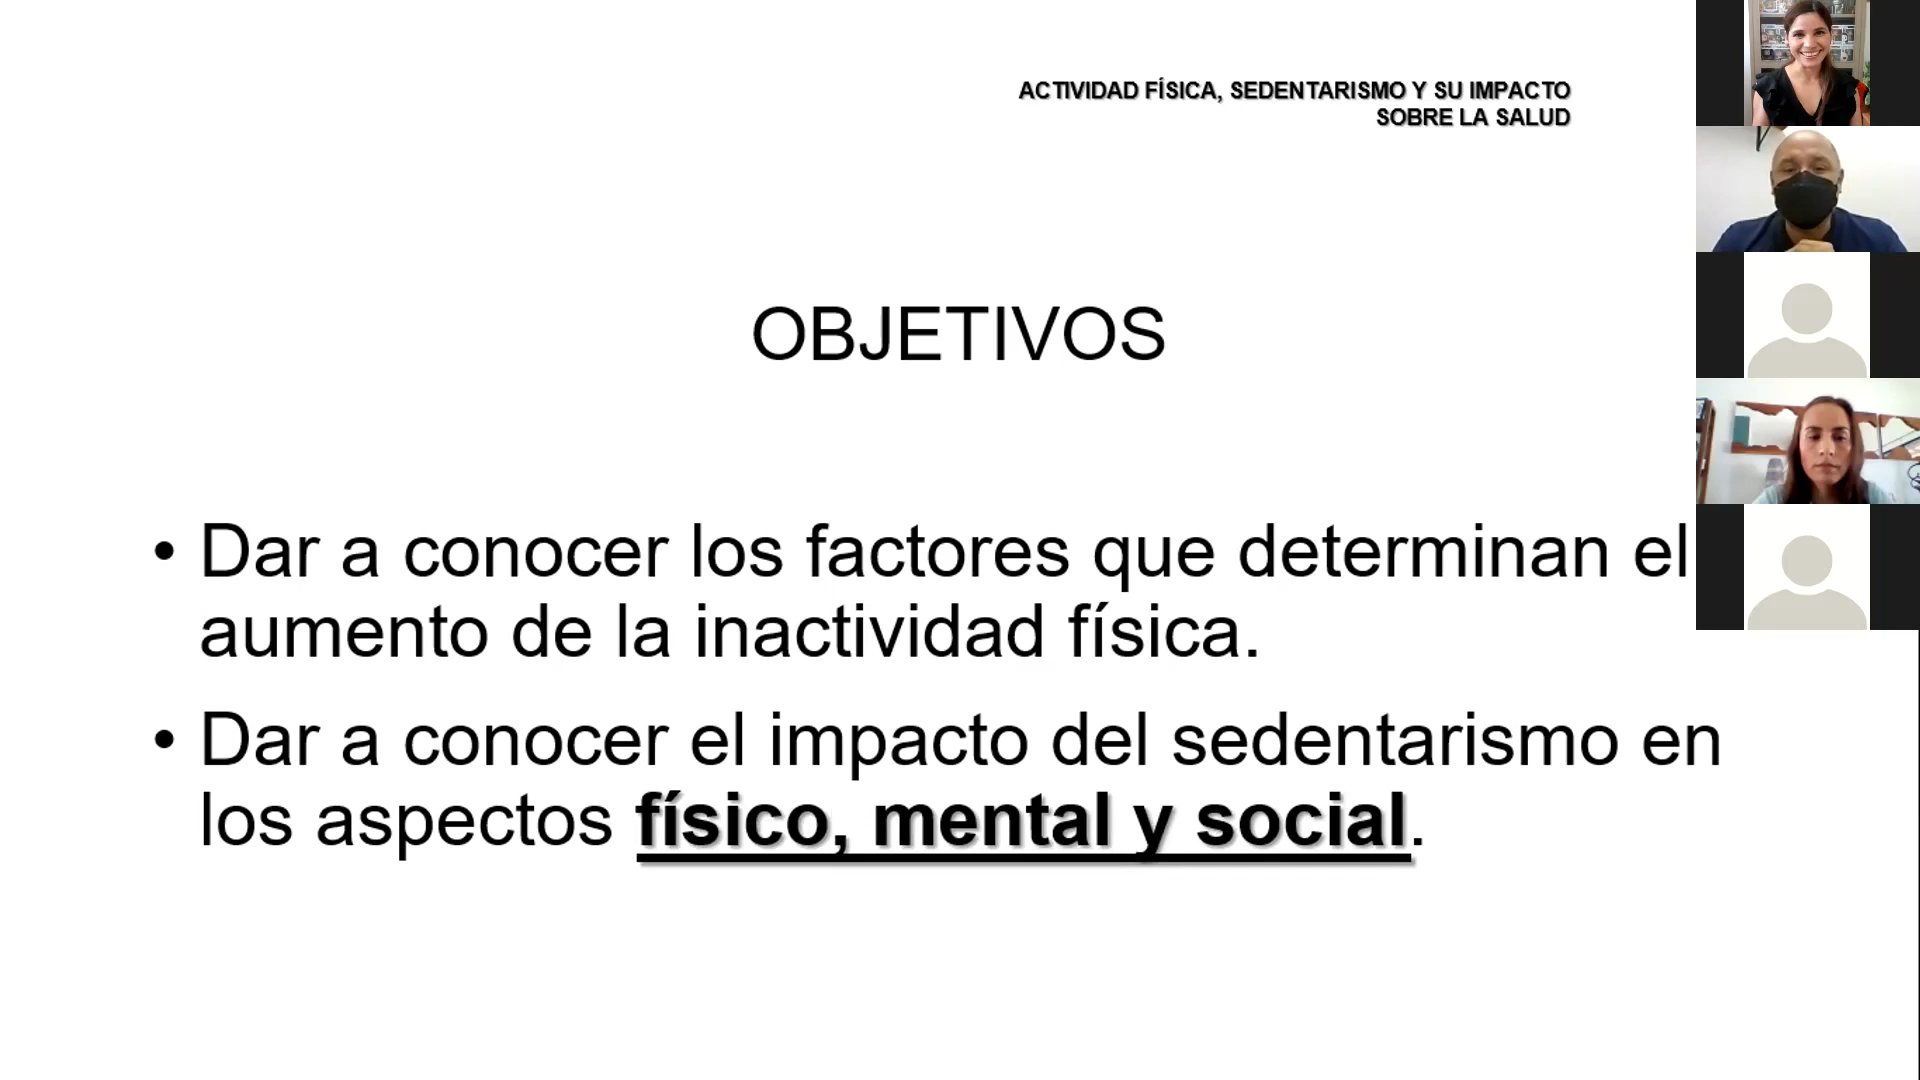 ACTIVIDAD FÍSICA, SEDENTARISMO Y SU IMPACTO
SOBRE LA SALUD
OBJETIVOS
• Dar a conocer los factores que determinan el
aumento de la inactividad física.
• Dar a conocer el impacto del sedentarismo en
los aspectos físico, mental y social.